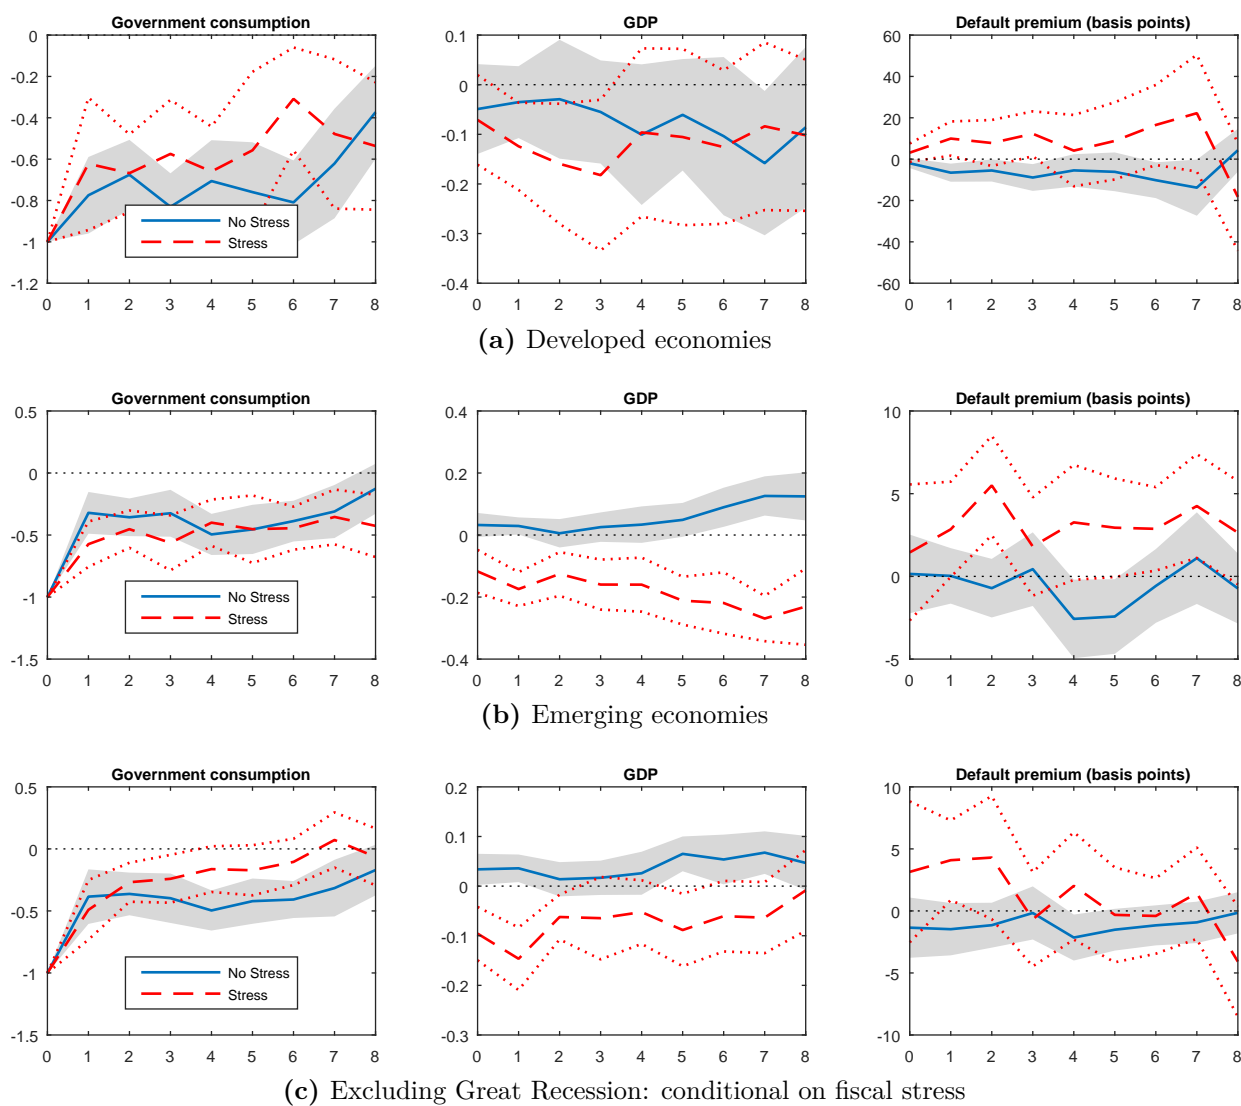 Government consumption
GDP
Default premium (basis points)
0
-0.2
-0.4
-0.6
-0.8
-1
-1.2
No Stress
Stress
0 1 2 3 4 5 6 7 8
0.1
0
-0.1
-0.2
-0.3
-0.4
0 1 2 3 4 5 6 7 8
60
40
20
0
-20
-40
-60
0 1 2 3 4 5 6 7 8
(a) Developed economies
Government consumption
GDP
Default premium (basis points)
0.5
0
-0.5
-1
-1.5
No Stress
Stress
0 1 2 3 4 5 6 7 8
0.4
0.2
0
-0.2
-0.4
0 1 2 3 4 5 6 7 8
10
5
0
-5
0 1 2 3 4 5 6 7 8
(b) Emerging economies
Government consumption
GDP
Default premium (basis points)
0.5
0
-0.5
-1
-1.5
No Stress
Stress
0 1 2 3 4 5 6 7 8
0.2
0.1
0
-0.1
-0.2
-0.3
0 1 2 3 4 5 6 7 8
10
5
0
-5
-10
0 1 2 3 4 5 6 7 8
(c) Excluding Great Recession: conditional on fiscal stress